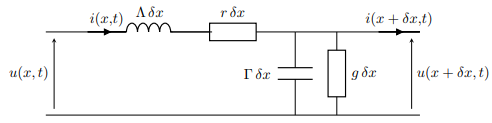 i(x,t) Λ δx r δx i(x + δx,t)
u(x,t) Γ δx g δx u(x + δx, t)